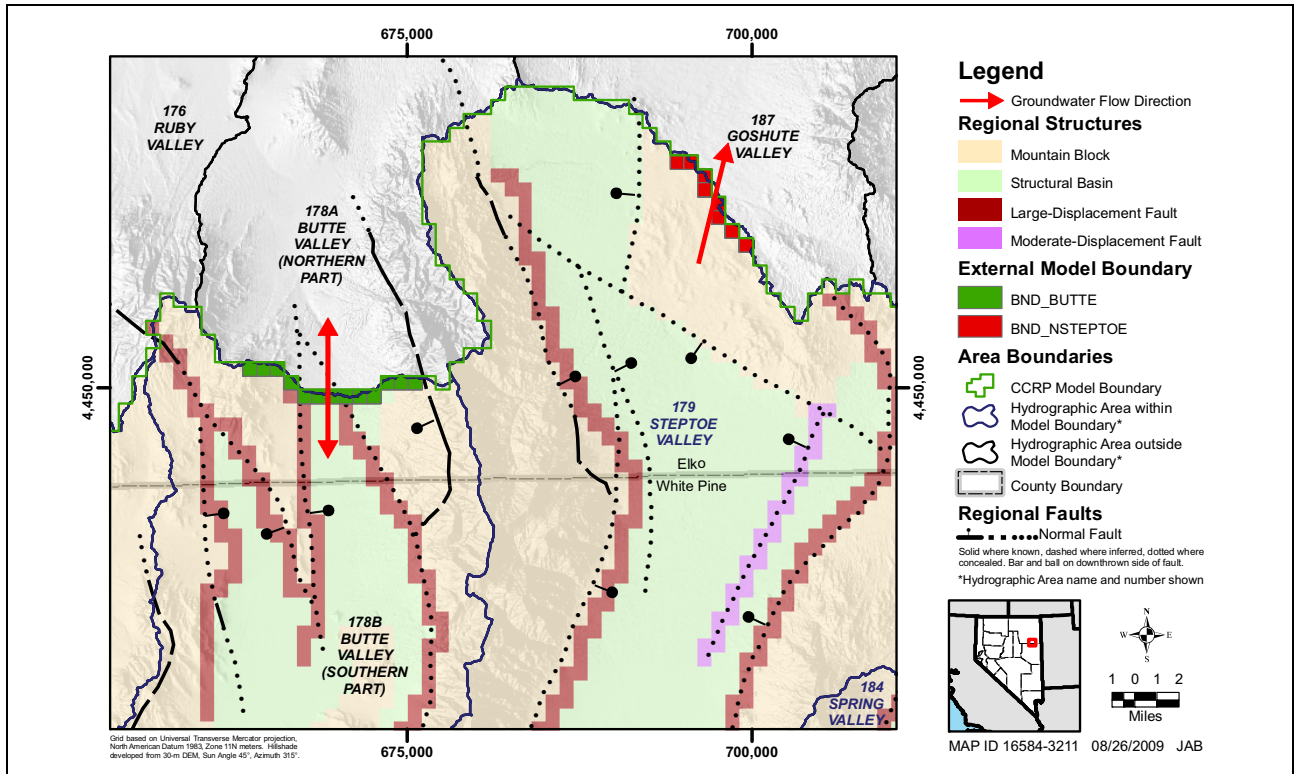 675,000
700,000
176
RUBY
VALLEY
187
GOSHUTE
VALLEY
178A
BUTTE
VALLEY
(NORTHERN
PART)
4,450,000
4,450,000
179
STEPTOE
VALLEY
Elko
White Pine
178B
BUTTE
VALLEY
(SOUTHERN
PART)
184
SPRING
VALLEY
675,000
700,000
Grid based on Universal Transverse Mercator projection,
North American Datum 1983, Zone 11N meters. Hillshade
developed from 30-m DEM, Sun Angle 45°, Azimuth 315°.
Legend
Groundwater Flow Direction
Regional Structures
Mountain Block
Structural Basin
Large-Displacement Fault
Moderate-Displacement Fault
External Model Boundary
BND_BUTTE
BND_NSTEPTOE
Area Boundaries
CCRP Model Boundary
Hydrographic Area within
Model Boundary*
Hydrographic Area outside
Model Boundary*
County Boundary
Regional Faults
Normal Fault
Solid where known, dashed where inferred, dotted where
concealed. Bar and ball on downthrown side of fault.
*Hydrographic Area name and number shown
N
W E
S
1 0 1 2
Miles
MAP ID 16584-3211 08/26/2009 JAB